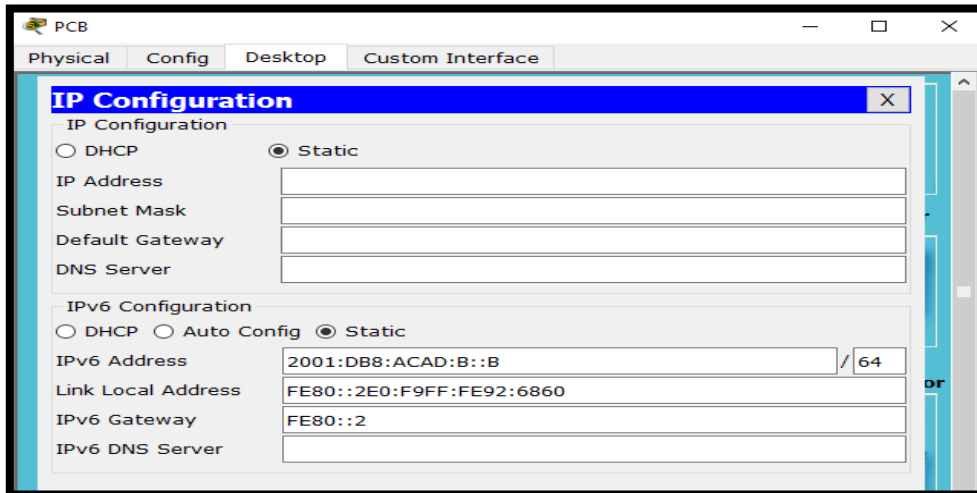 PCB
Physical Config Desktop Custom Interface
IP Configuration X
IP Configuration
DHCP Static
IP Address
Subnet Mask
Default Gateway
DNS Server
IPv6 Configuration
DHCP Auto Config Static
IPv6 Address 2001:DB8:ACAD:B::B / 64
Link Local Address FE80::2E0:F9FF:FE92:6860
IPv6 Gateway FE80::2
IPv6 DNS Server
or